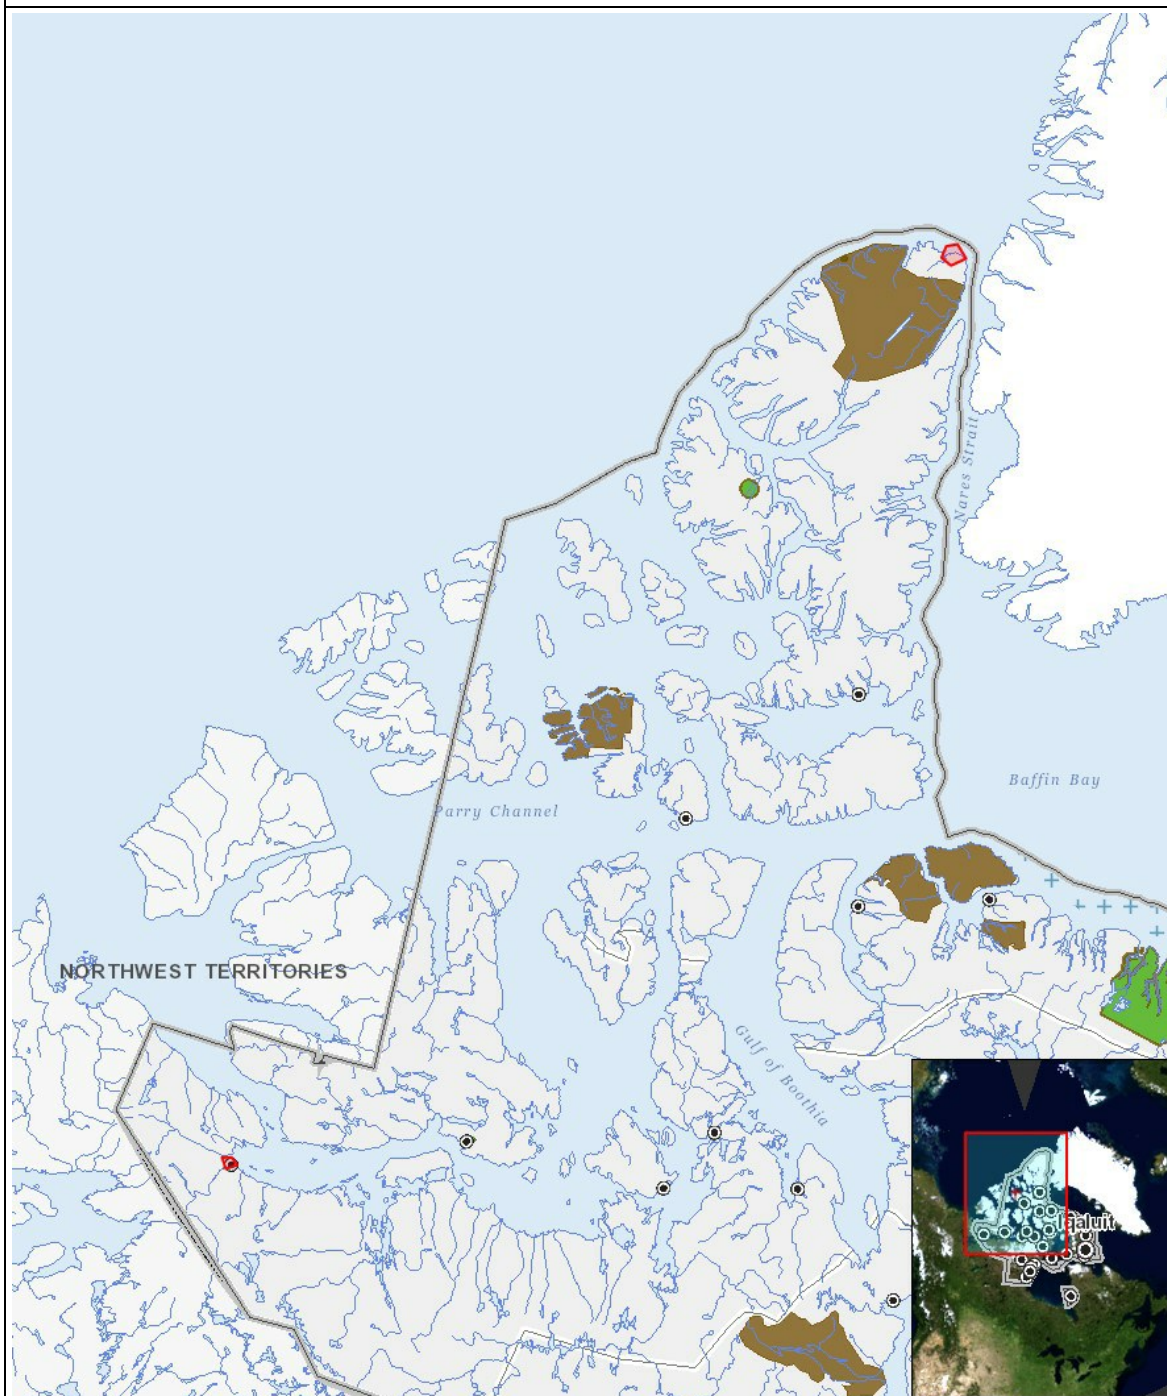 Nares Strait
Baffin Bay
Parry Channel
NORTHWEST TERRITORIES
Gulf of Boothia
Iqaluit